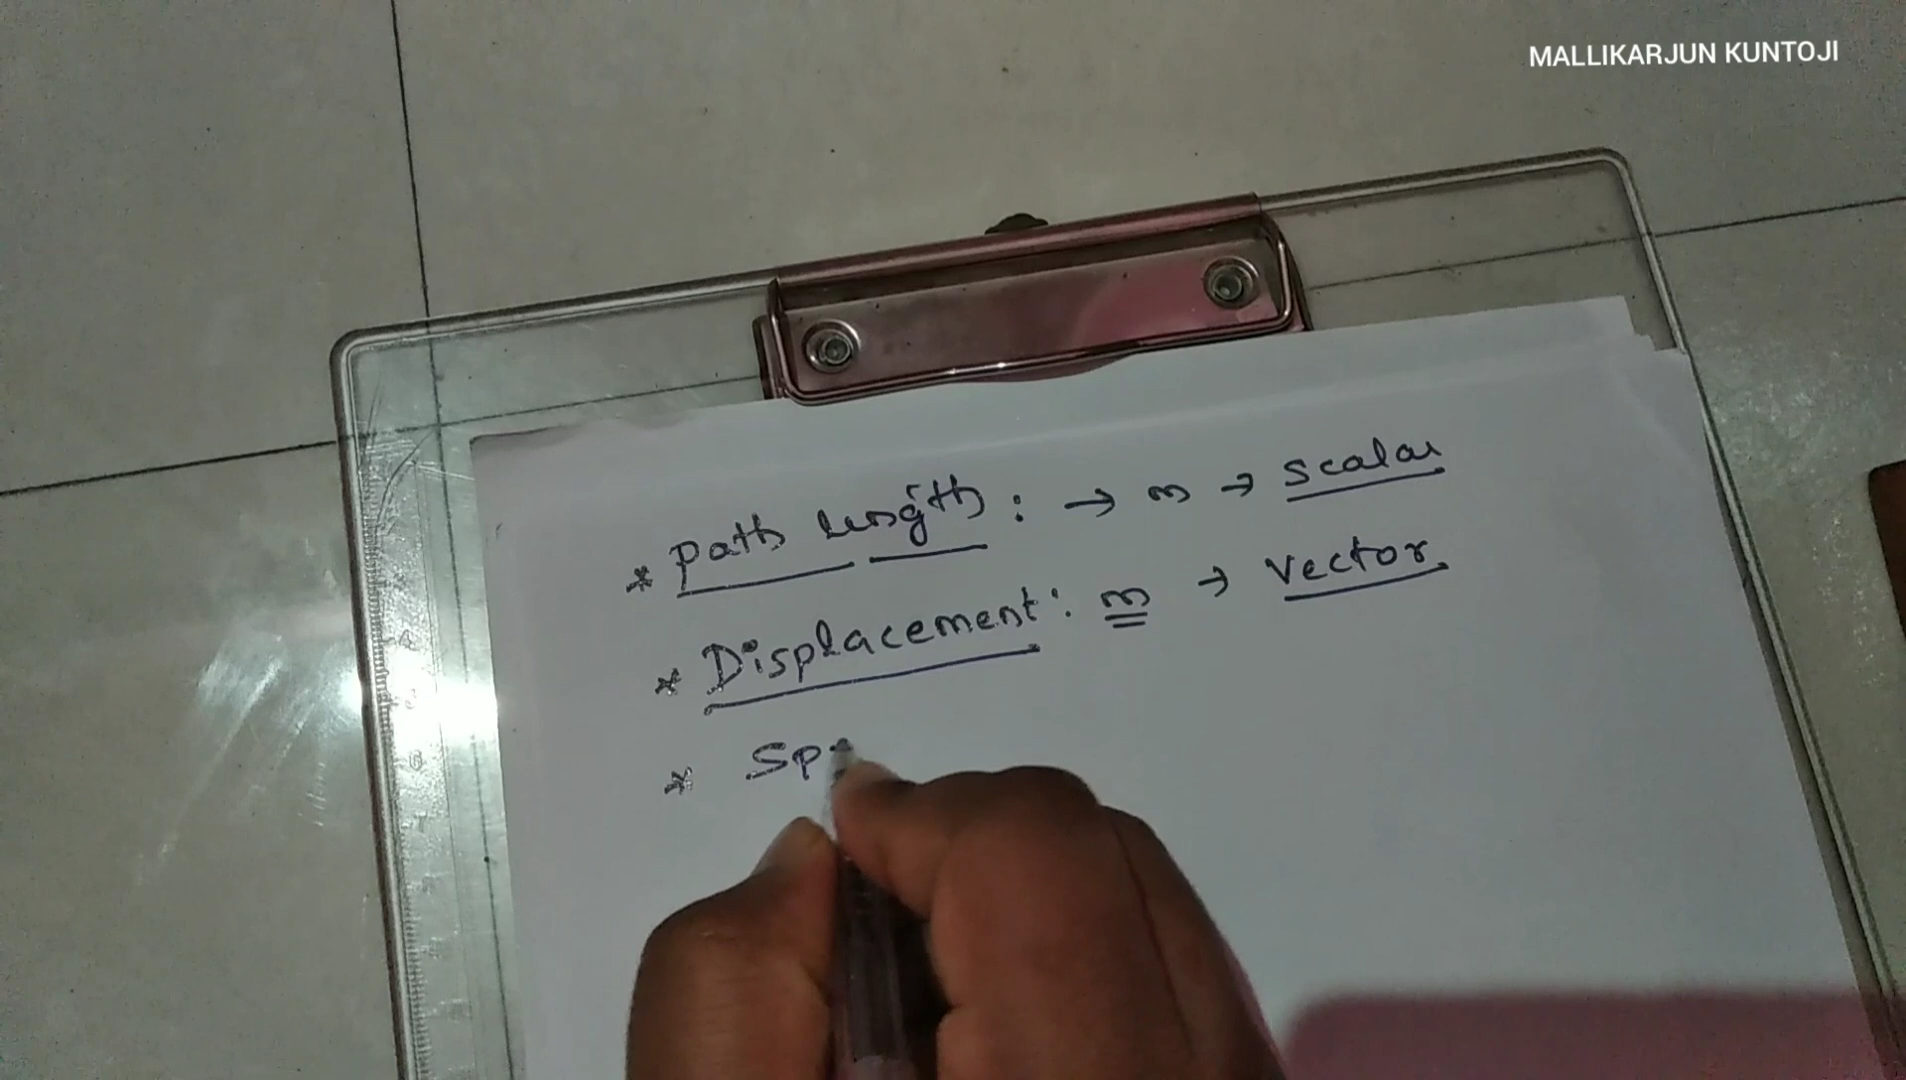 MALLIKARJUN KUNTOJI
* Path length : → m → scalar
* Displacement : m → vector
* Sp